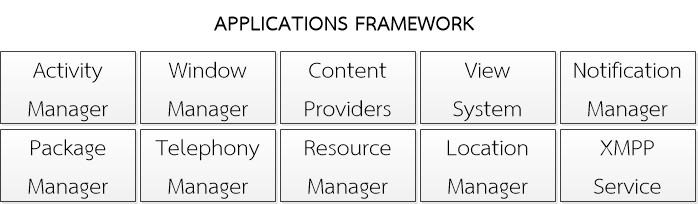 APPLICATIONS FRAMEWORK
Activity
Manager
Window
Manager
Content
Providers
View
System
Notification
Manager
Package
Manager
Telephony
Manager
Resource
Manager
Location
Manager
XMPP
Service